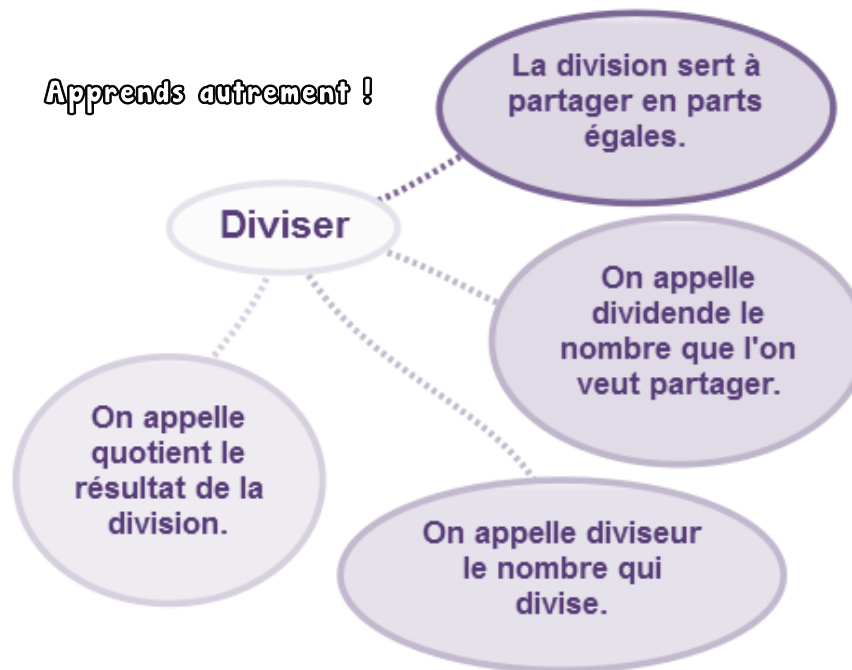 Apprends autrement !
La division sert à
partager en parts
égales.
Diviser
On appelle
dividende le
nombre que l'on
veut partager.
On appelle
quotient le
résultat de la
division.
On appelle diviseur
le nombre qui
divise.